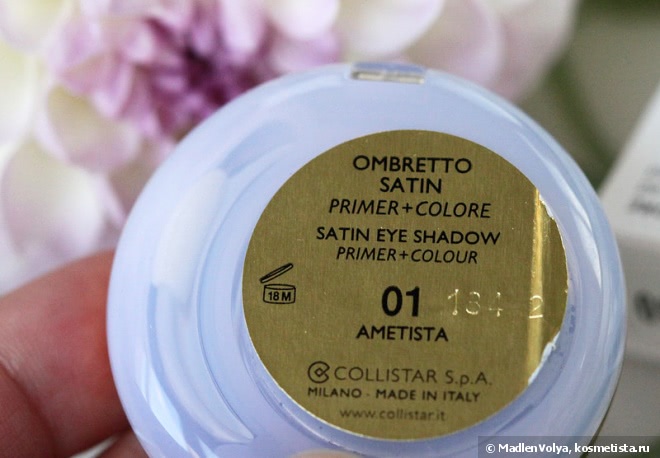 OMBRETTO
SATIN
PRIMER+COLORE
SATIN EYE SHADOW
PRIMER+COLOUR
18 M
01
AMETISTA
COLLISTAR S.p.A.
MILANO - MADE IN ITALY
www.collistar.it
© MadlenVolya, kosmetista.ru